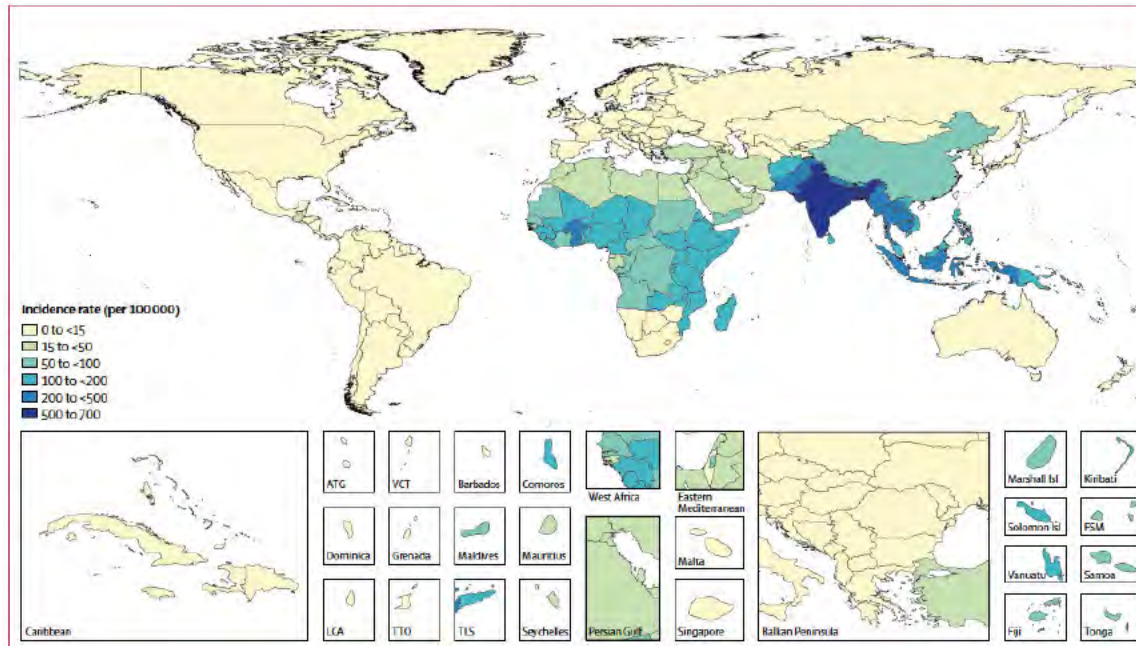 Incidence rate (per 100 000)
0 to <15
15 to <50
50 to <100
100 to <200
200 to <500
500 to 700
Caribbean
ATG
VCT
Barbados
Comoros
Dominica
Grenada
Maldives
Mauritius
LCA
TTO
TLS
Seychelles
West Africa
Eastern
Mediterranean
Persian Gulf
Malta
Singapore
Balkan Peninsula
Marshall Isl
Kiribati
Solomon Isl
FSM
Vanuatu
Samoa
Fiji
Tonga